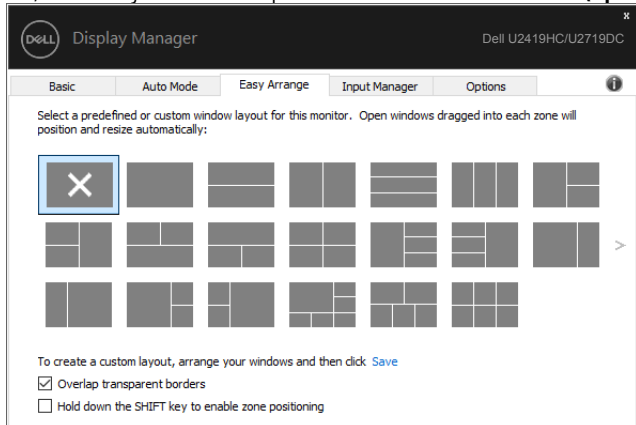 x
DELL Display Manager
Dell U2419HC/U2719DC
Basic Auto Mode Easy Arrange Input Manager Options
Select a predefined or custom window layout for this monitor. Open windows dragged into each zone will
position and resize automatically:
To create a custom layout, arrange your windows and then click Save
Overlap transparent borders
Hold down the SHIFT key to enable zone positioning